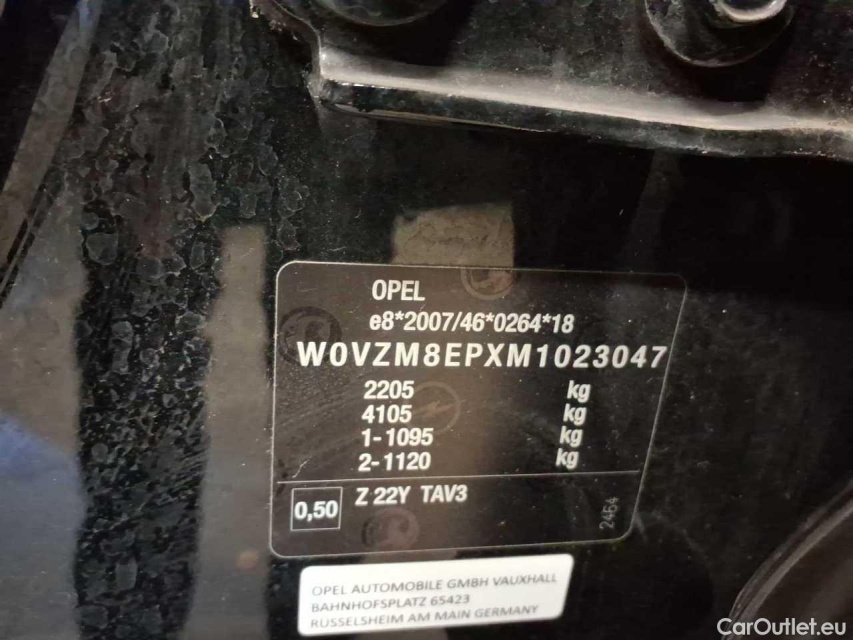 OPEL
e8*2007/46*0264*18
W0VZM8EPXM1023047
2205 kg
4105 kg
1-1095 kg
2-1120 kg
0,50 Z 22Y TAV3
2464
OPEL AUTOMOBILE GMBH VAUXHALL
BAHNHOFSPLATZ 65423
RÜSSELSHEIM AM MAIN GERMANY
CarOutlet.eu